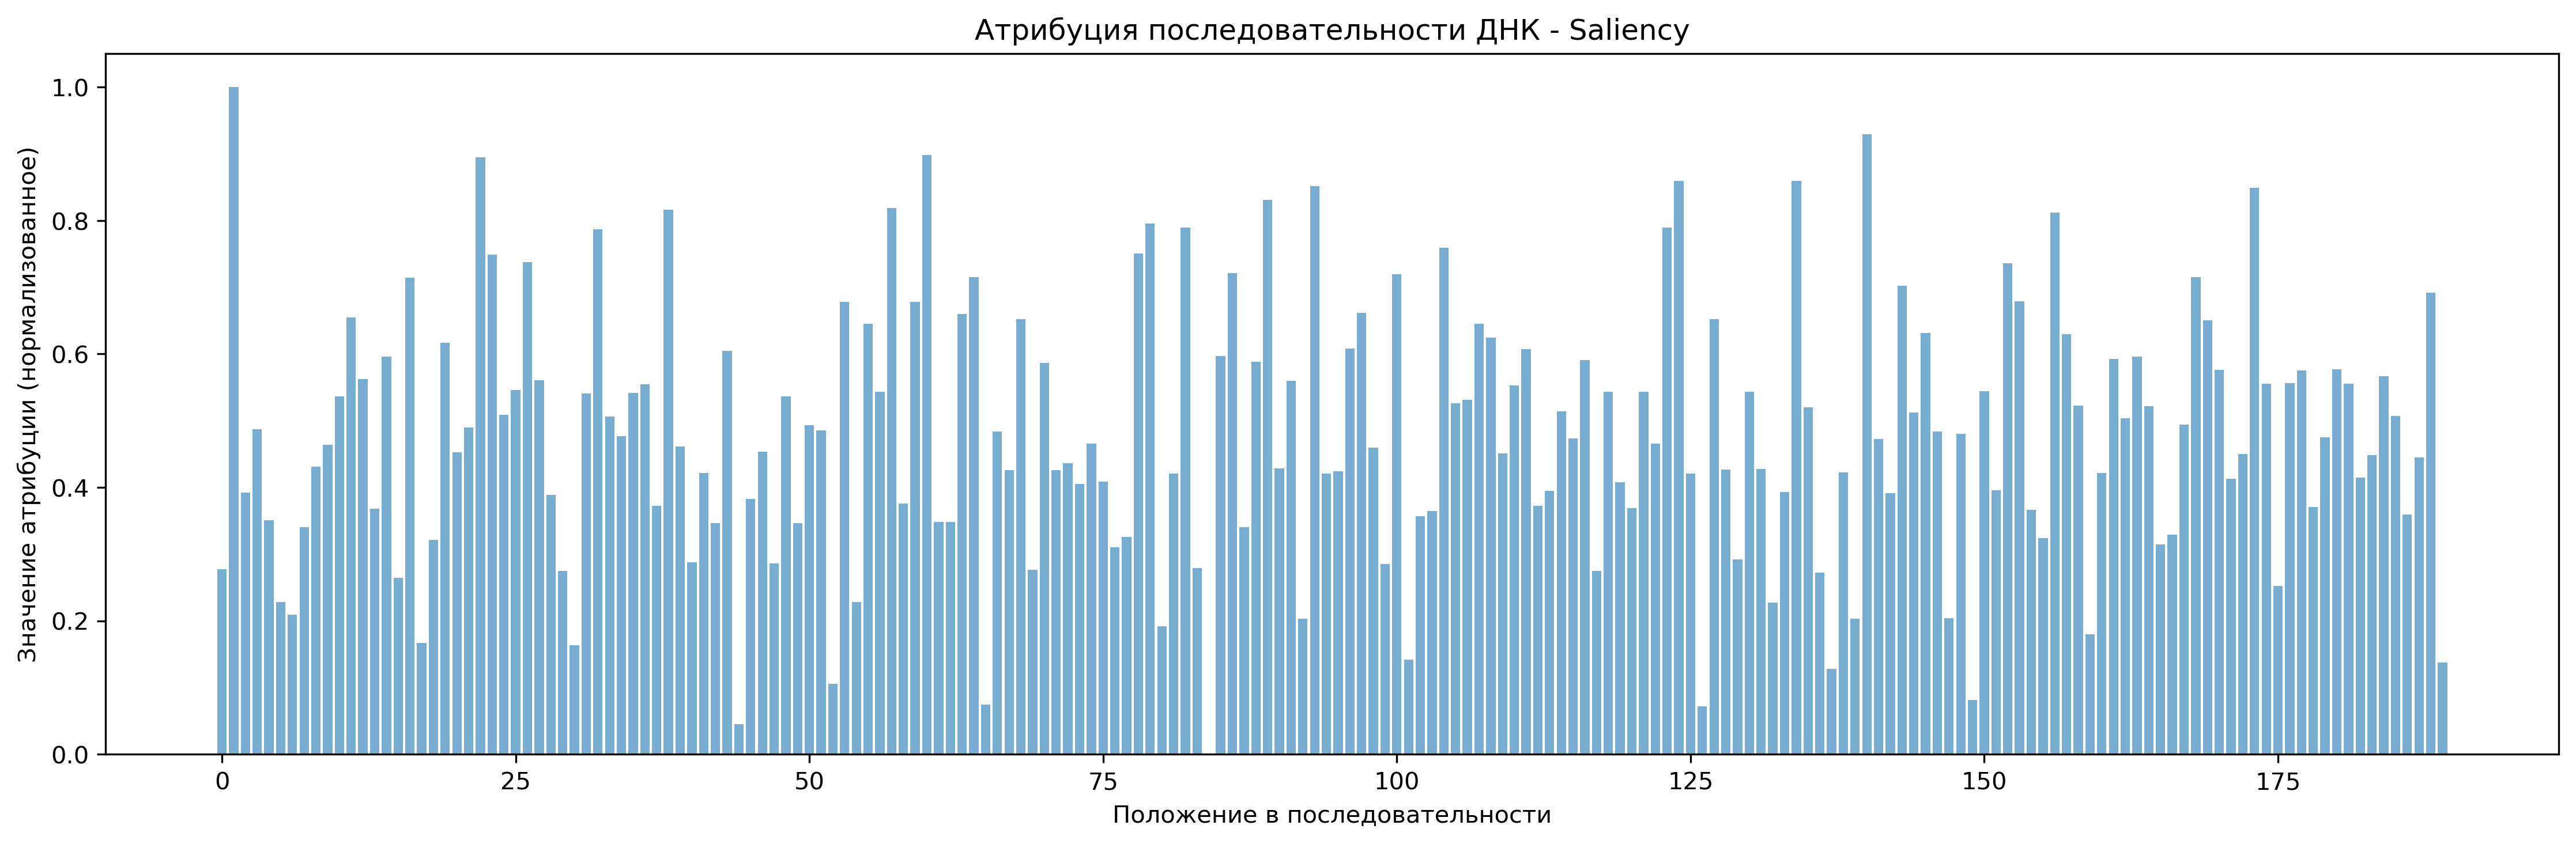 Атрибуция последовательности ДНК - Saliency
Значение атрибуции (нормализованное)
1.0
0.8
0.6
0.4
0.2
0.0
0 25 50 75 100 125 150 175
Положение в последовательности